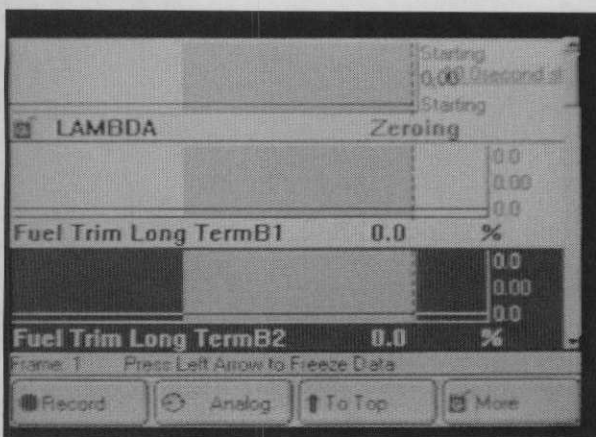 Starting
0.00
Starting
LAMBDA Zeroing
0.0
0.00
0.0
Fuel Trim Long TermB1 0.0 %
0.0
0.00
0.0
Fuel Trim Long TermB2 0.0 %
Frame: 1 Press Left Arrow to Freeze Data
Record Analog To Top More